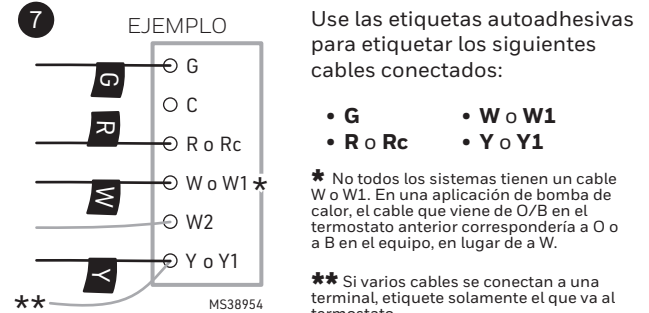 7
EJEMPLO
G
G
C
R
R o Rc
W
W o W1*
W2
Y
Y o Y1
**
MS38954
Use las etiquetas autoadhesivas
para etiquetar los siguientes
cables conectados:
• G
• W o W1
• R o Rc
• Y o Y1
* No todos los sistemas tienen un cable
W o W1. En una aplicación de bomba de
calor, el cable que viene de O/B en el
termostato anterior correspondería a O o
a B en el equipo, en lugar de a W.
** Si varios cables se conectan a una
terminal, etiquete solamente el que va al
termostato